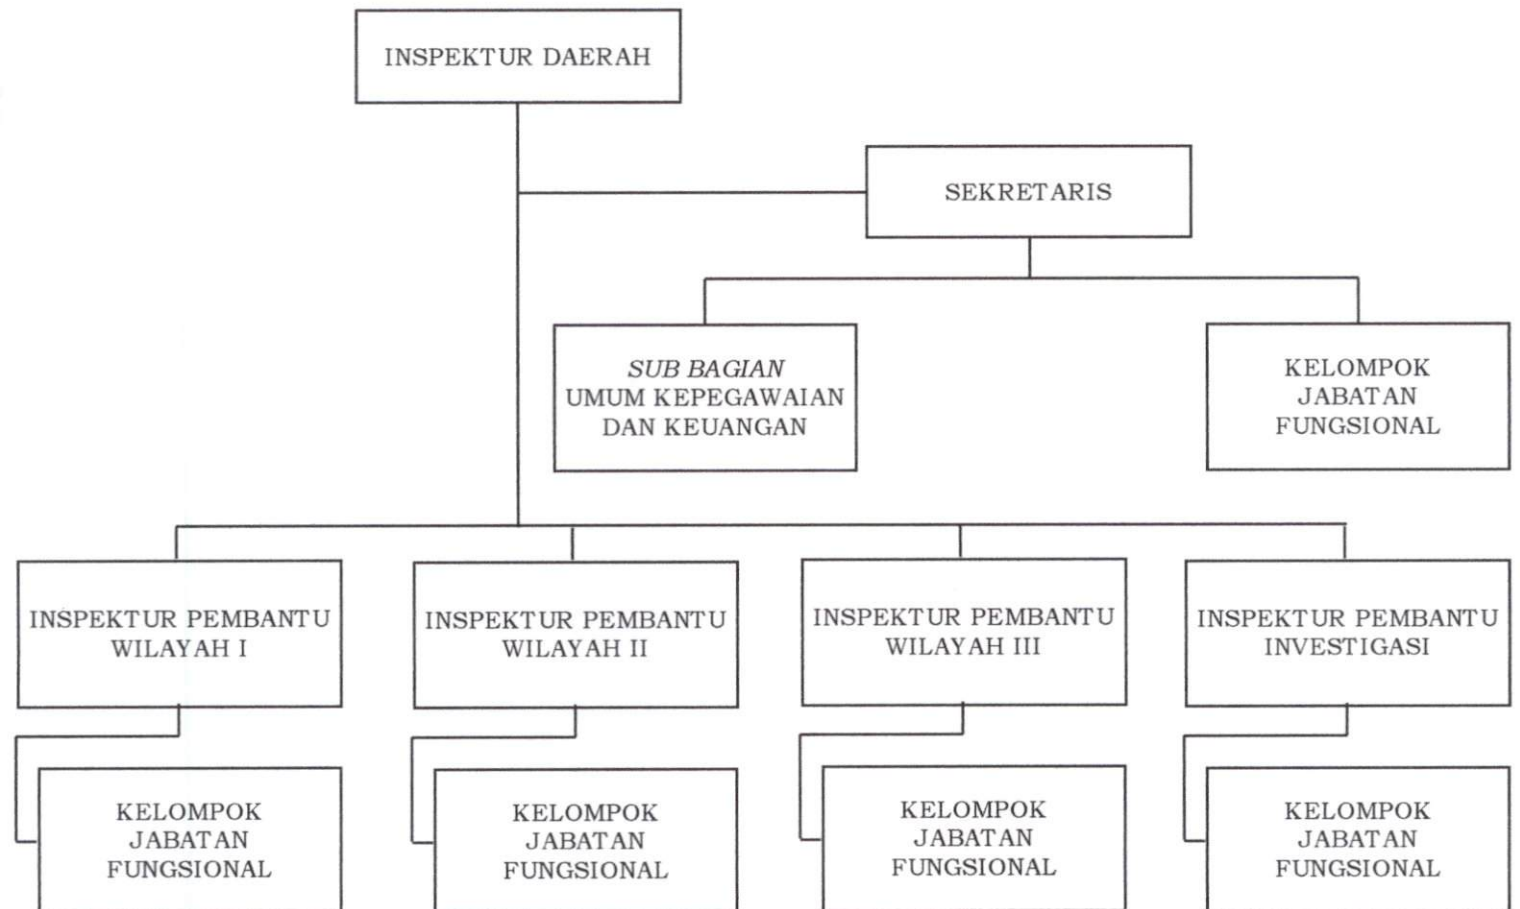 INSPEKTUR DAERAH
SEKRETARIS
SUB BAGIAN
UMUM KEPEGAWAIAN
DAN KEUANGAN
KELOMPOK
JABATAN
FUNGSIONAL
INSPEKTUR PEMBANTU
WILAYAH I
INSPEKTUR PEMBANTU
WILAYAH II
INSPEKTUR PEMBANTU
WILAYAH III
INSPEKTUR PEMBANTU
INVESTIGASI
KELOMPOK
JABATAN
FUNGSIONAL
KELOMPOK
JABATAN
FUNGSIONAL
KELOMPOK
JABATAN
FUNGSIONAL
KELOMPOK
JABATAN
FUNGSIONAL